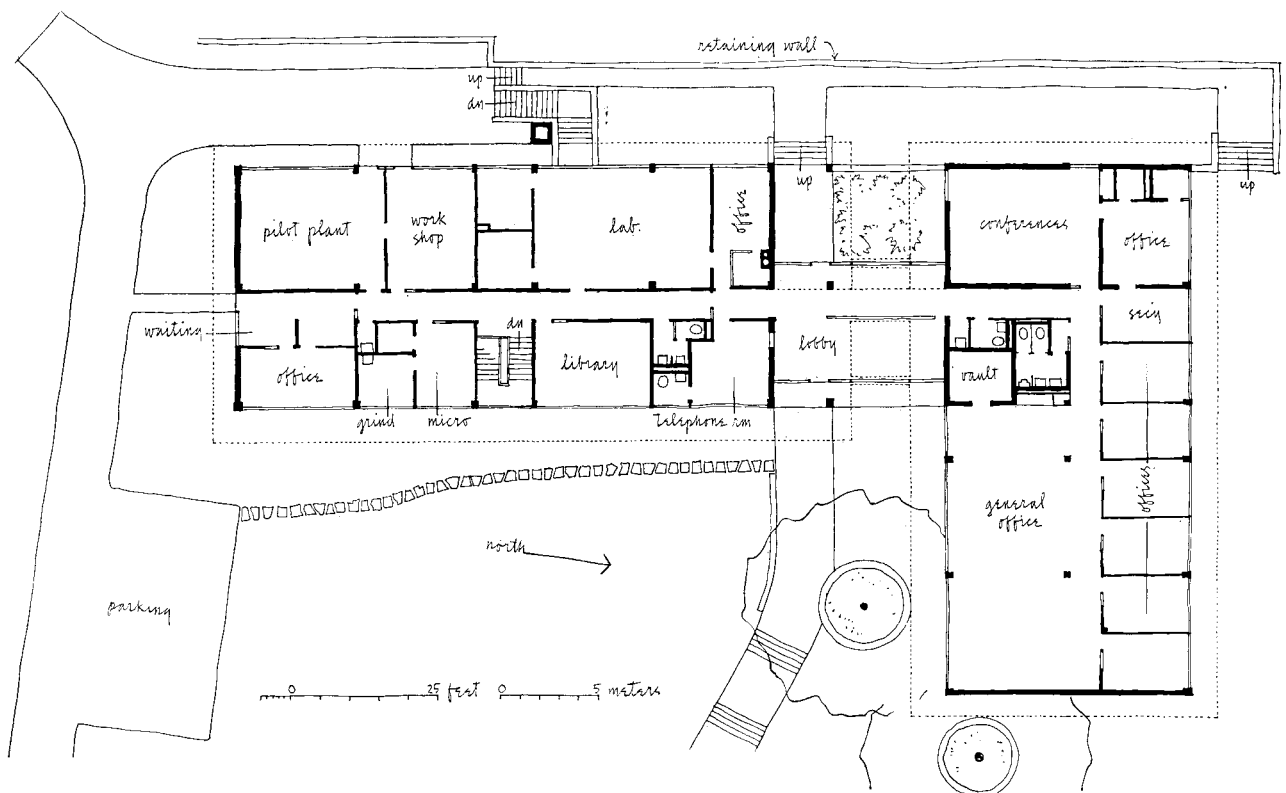 retaining wall
up
dn
up
up
pilot plant
work
shop
lab.
office
conferences
office
waiting
dn
lobby
secy
office
library
vault
grind
micro
Telephone rm
general
office
offices
north
parking
0 25 feet 0 5 meters